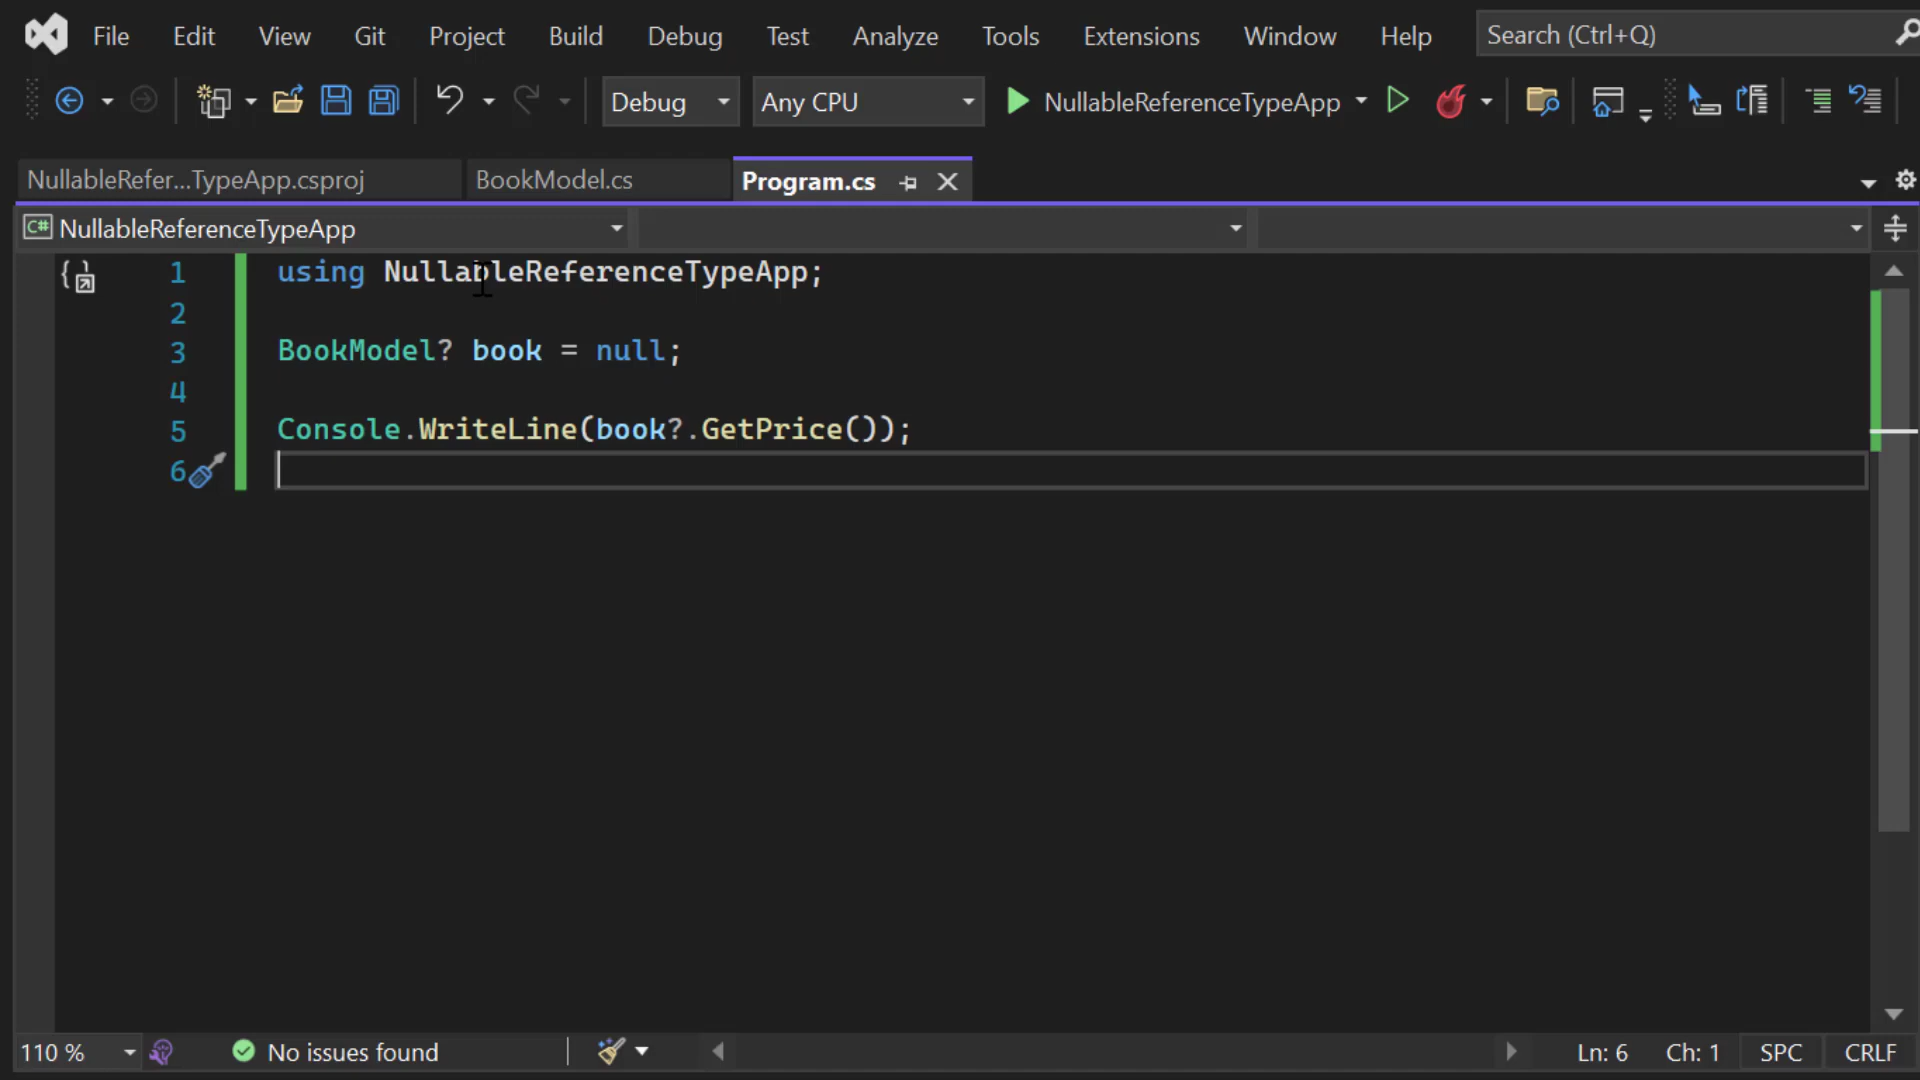 File Edit View Git Project Build Debug Test Analyze Tools Extensions Window Help Search (Ctrl+Q)
Debug Any CPU NullableReferenceTypeApp
NullableRefer...TypeApp.csproj BookModel.cs Program.cs
C# NullableReferenceTypeApp
1 using NullableReferenceTypeApp;
2
3 BookModel? book = null;
4
5 Console.WriteLine(book?.GetPrice());
6
110 % No issues found Ln: 6 Ch: 1 SPC CRLF